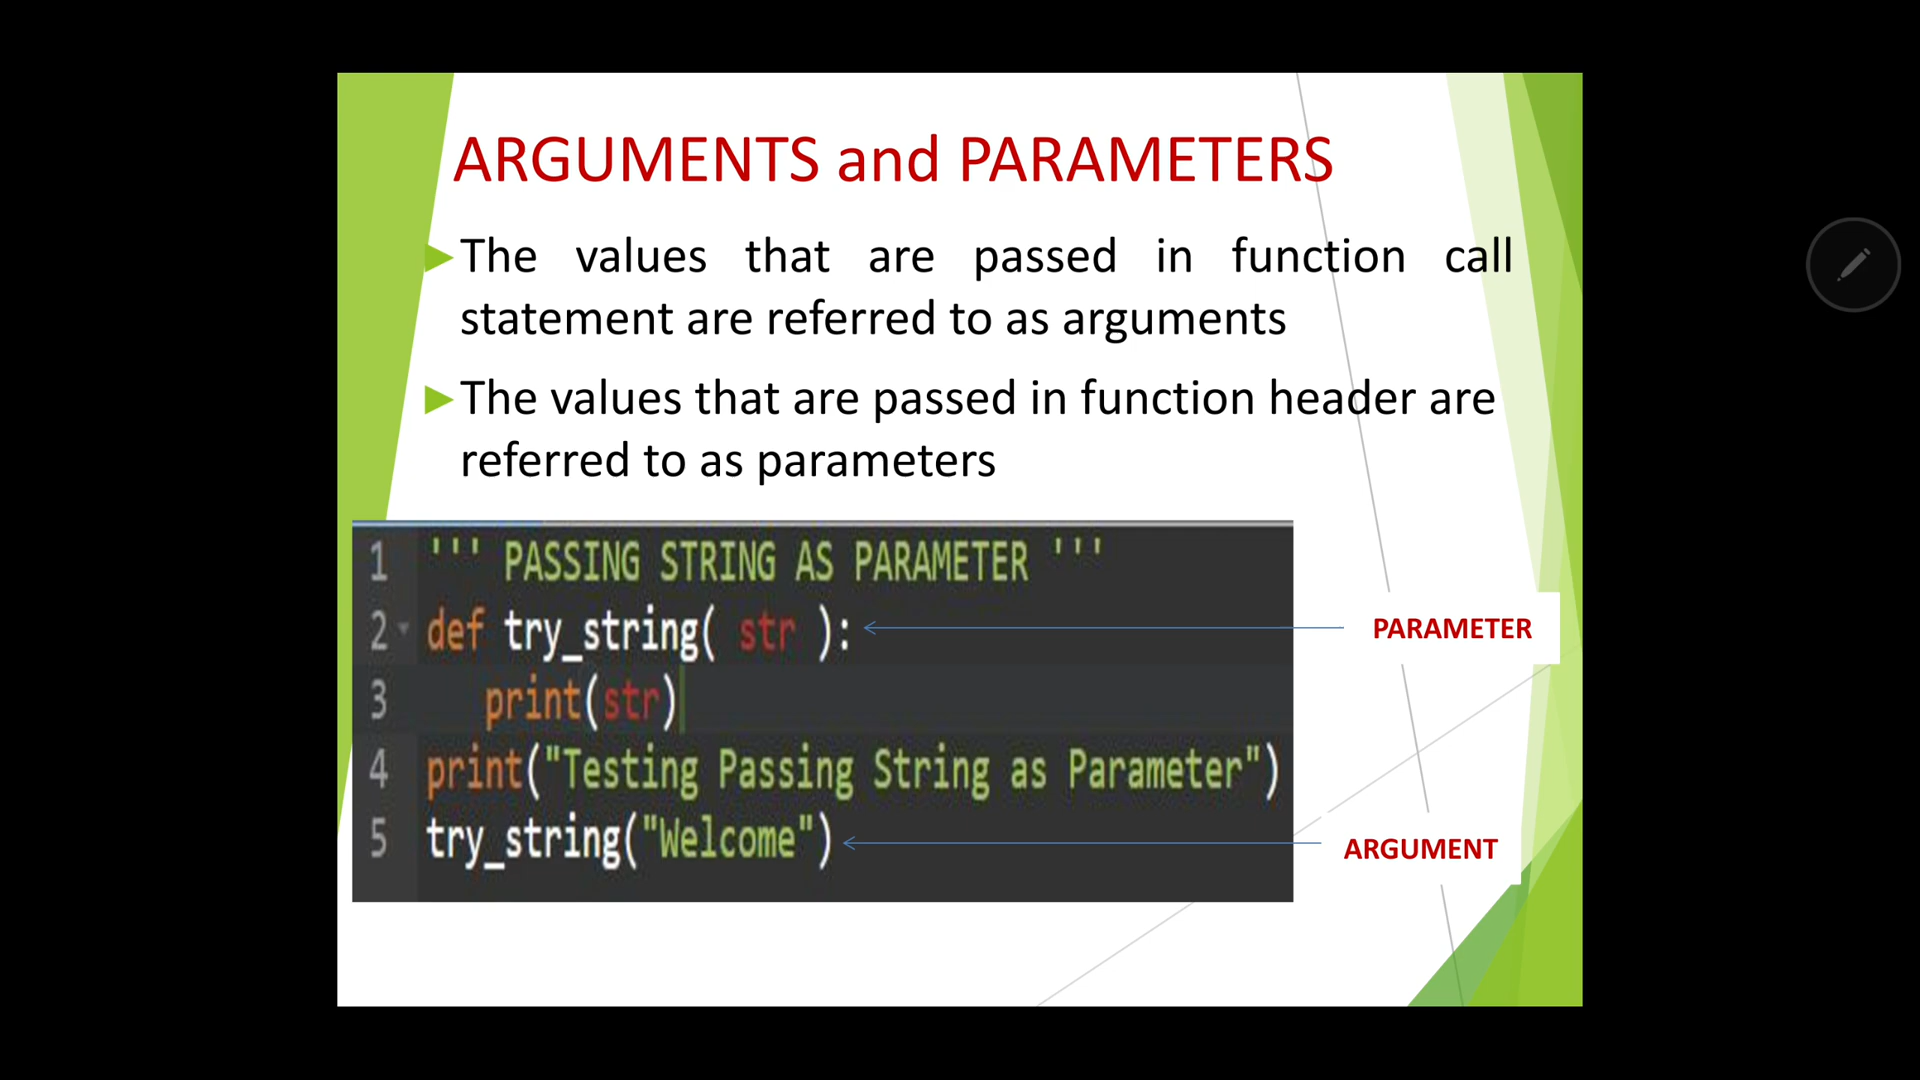 ARGUMENTS and PARAMETERS
The values that are passed in function call
statement are referred to as arguments
The values that are passed in function header are
referred to as parameters
1 ''' PASSING STRING AS PARAMETER '''
2 def try_string( str ):
PARAMETER
3 print(str)
4 print("Testing Passing String as Parameter")
5 try_string("Welcome")
ARGUMENT